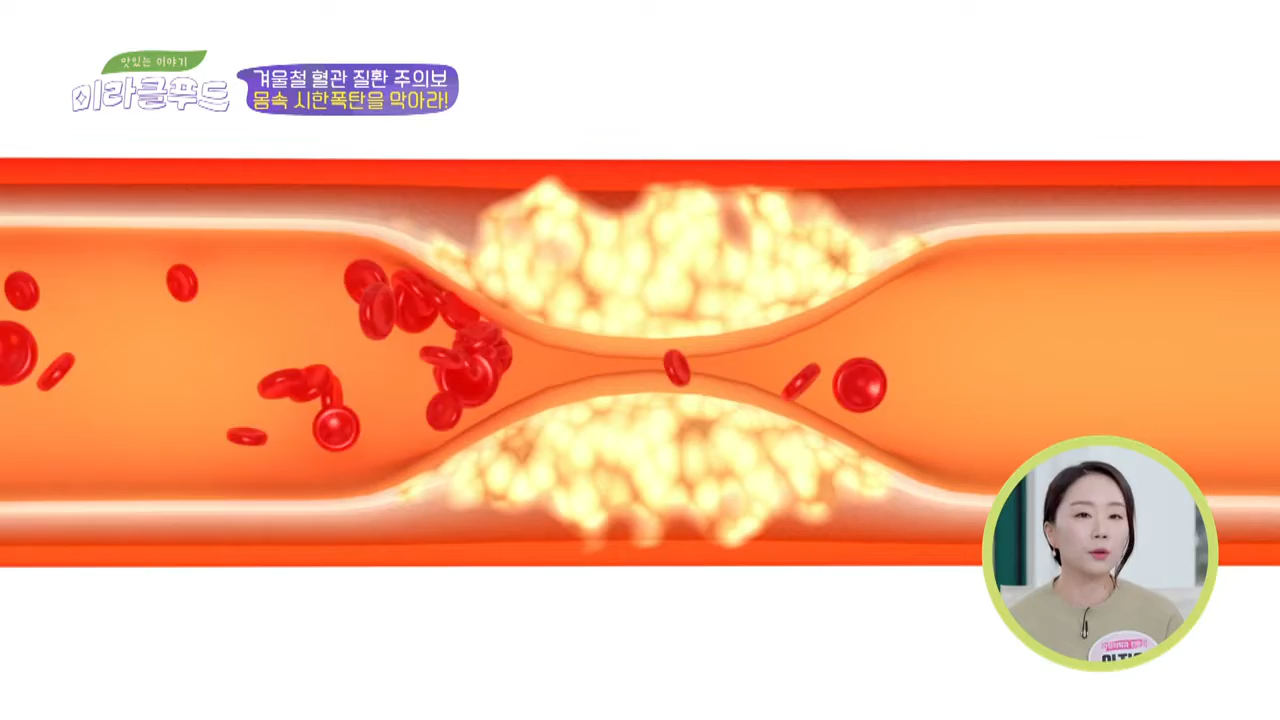 맛있는 이야기
미라클푸드
겨울철 혈관 질환 주의보
몸속 시한폭탄을 막아라!